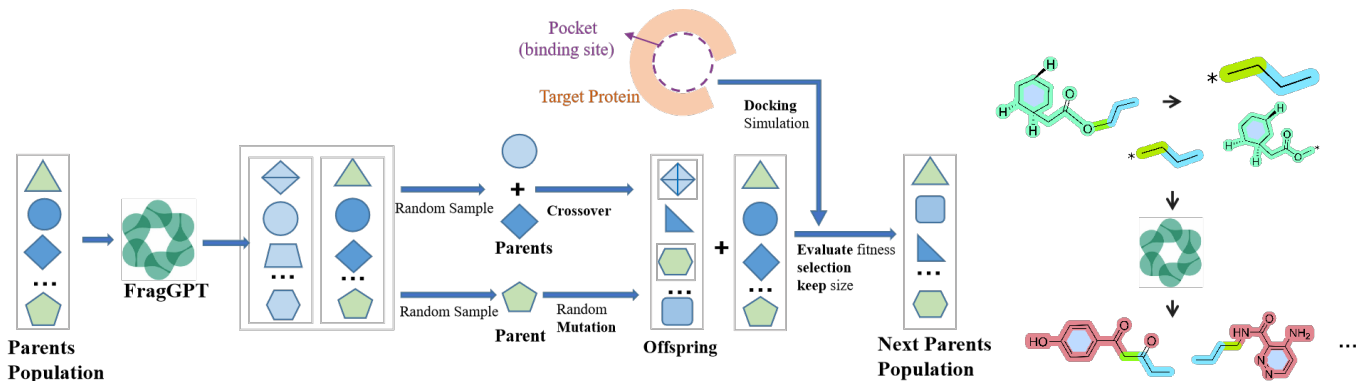 Pocket
(binding site)
Target Protein
Docking
Simulation
Parents
Population
FragGPT
Random Sample
Random Sample
+
Parents
Crossover
Parent
Random
Mutation
Offspring
+
Evaluate fitness
selection
keep size
Next Parents
Population
...
...
...
...
...
...
...
H
H
H
O
O
*
*
H
H
H
O
O
*
HO
O
O
HN
O
NH₂
N
N
...